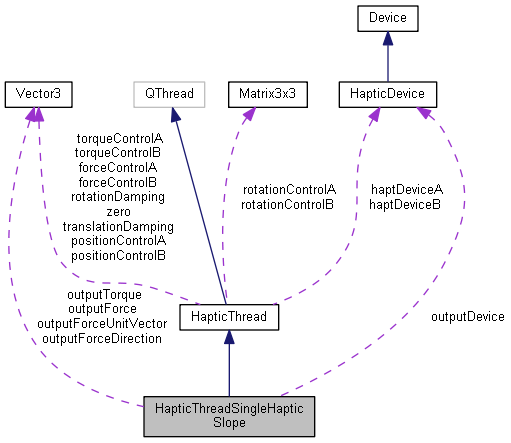 Device
Vector3
QThread
Matrix3x3
HapticDevice
torqueControlA
torqueControlB
forceControlA
forceControlB
rotationDamping
zero
translationDamping
positionControlA
positionControlB
rotationControlA
rotationControlB
haptDeviceA
haptDeviceB
outputTorque
outputForce
outputForceUnitVector
outputForceDirection
HapticThread
outputDevice
HapticThreadSingleHaptic
Slope